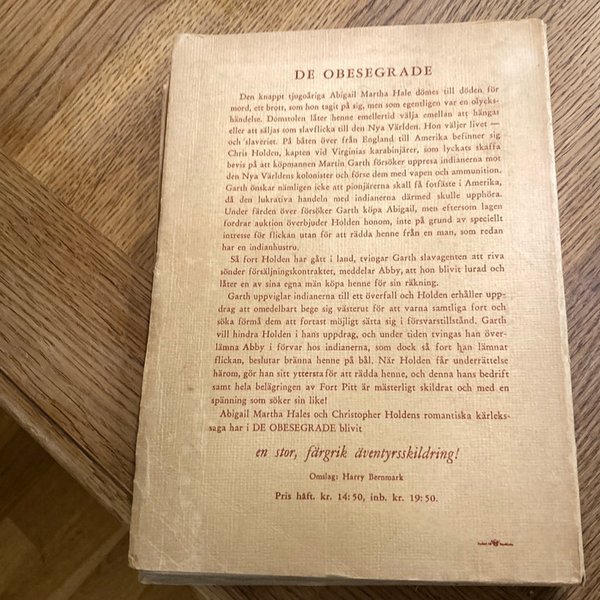 DE OBESEGRADE
Den knappt tjugoåriga Abigail Martha Hale dömes till döden för
mord, ett brott, som hon tagit på sig, men som egentligen var en olycks-
händelse. Domstolen låter henne emellertid välja emellan att hängas
eller att säljas som slavflicka till den Nya Världen. Hon väljer livet —
och slaveriet. På båten över från England till Amerika befinner sig
Chris Holden, kapten vid Virginias karabinjärer, som lyckats skaffa
bevis på att köpmannen Martin Garth försöker uppresa indianerna mot
den Nya Världens kolonister och förse dem med vapen och ammunition.
Garth önskar nämligen icke att pionjärerna skall få fotfäste i Amerika,
då den lukrativa handeln med indianerna därmed skulle upphöra.
Under färden över försöker Garth köpa Abigail, men eftersom lagen
fordrar auktion överbjuder Holden honom, inte på grund av speciellt
intresse för flickan utan för att rädda henne från en man, som redan
har en indianhustru.
Så fort Holden har gått i land, tvingar Garth slavagenten att riva
sönder försäljningskontraktet, meddelar Abby, att hon blivit lurad och
låter en av sina egna män köpa henne för sin räkning.
Garth uppviglar indianerna till ett överfall och Holden erhåller upp-
drag att omedelbart bege sig västerut för att varna samtliga fort och
söka förmå dem att fortast möjligt sätta sig i försvarstillstånd. Garth
vill hindra Holden i hans uppdrag, och under tiden tvingas han över-
lämna Abby i förvar hos indianerna, som dock så fort han lämnat
flickan, beslutar bränna henne på bål. När Holden får underrättelse
härom, gör han sitt yttersta för att rädda henne, och denna hans bedrift
samt hela belägringen av Fort Pitt är mästerligt skildrat och med en
spänning som söker sin like!
Abigail Martha Hales och Christopher Holdens romantiska kärleks-
saga har i DE OBESEGRADE blivit
en stor, färgrik äventyrsskildring!
Omslag: Harry Bernmark
Pris häft. kr. 14:50, inb. kr. 19:50.